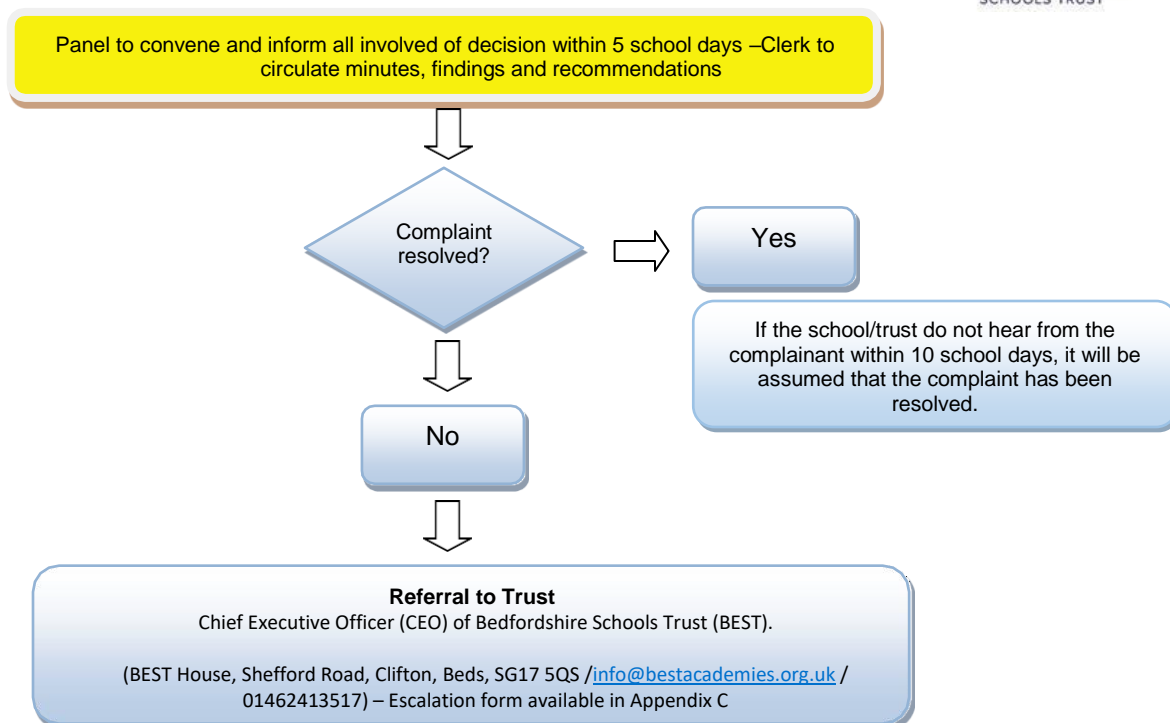 SCHOOLS TRUST
Panel to convene and inform all involved of decision within 5 school days –Clerk to
circulate minutes, findings and recommendations
Complaint
resolved?
Yes
If the school/trust do not hear from the
complainant within 10 school days, it will be
assumed that the complaint has been
resolved.
No
Referral to Trust
Chief Executive Officer (CEO) of Bedfordshire Schools Trust (BEST).
(BEST House, Shefford Road, Clifton, Beds, SG17 5QS /info@bestacademies.org.uk /
01462413517) – Escalation form available in Appendix C